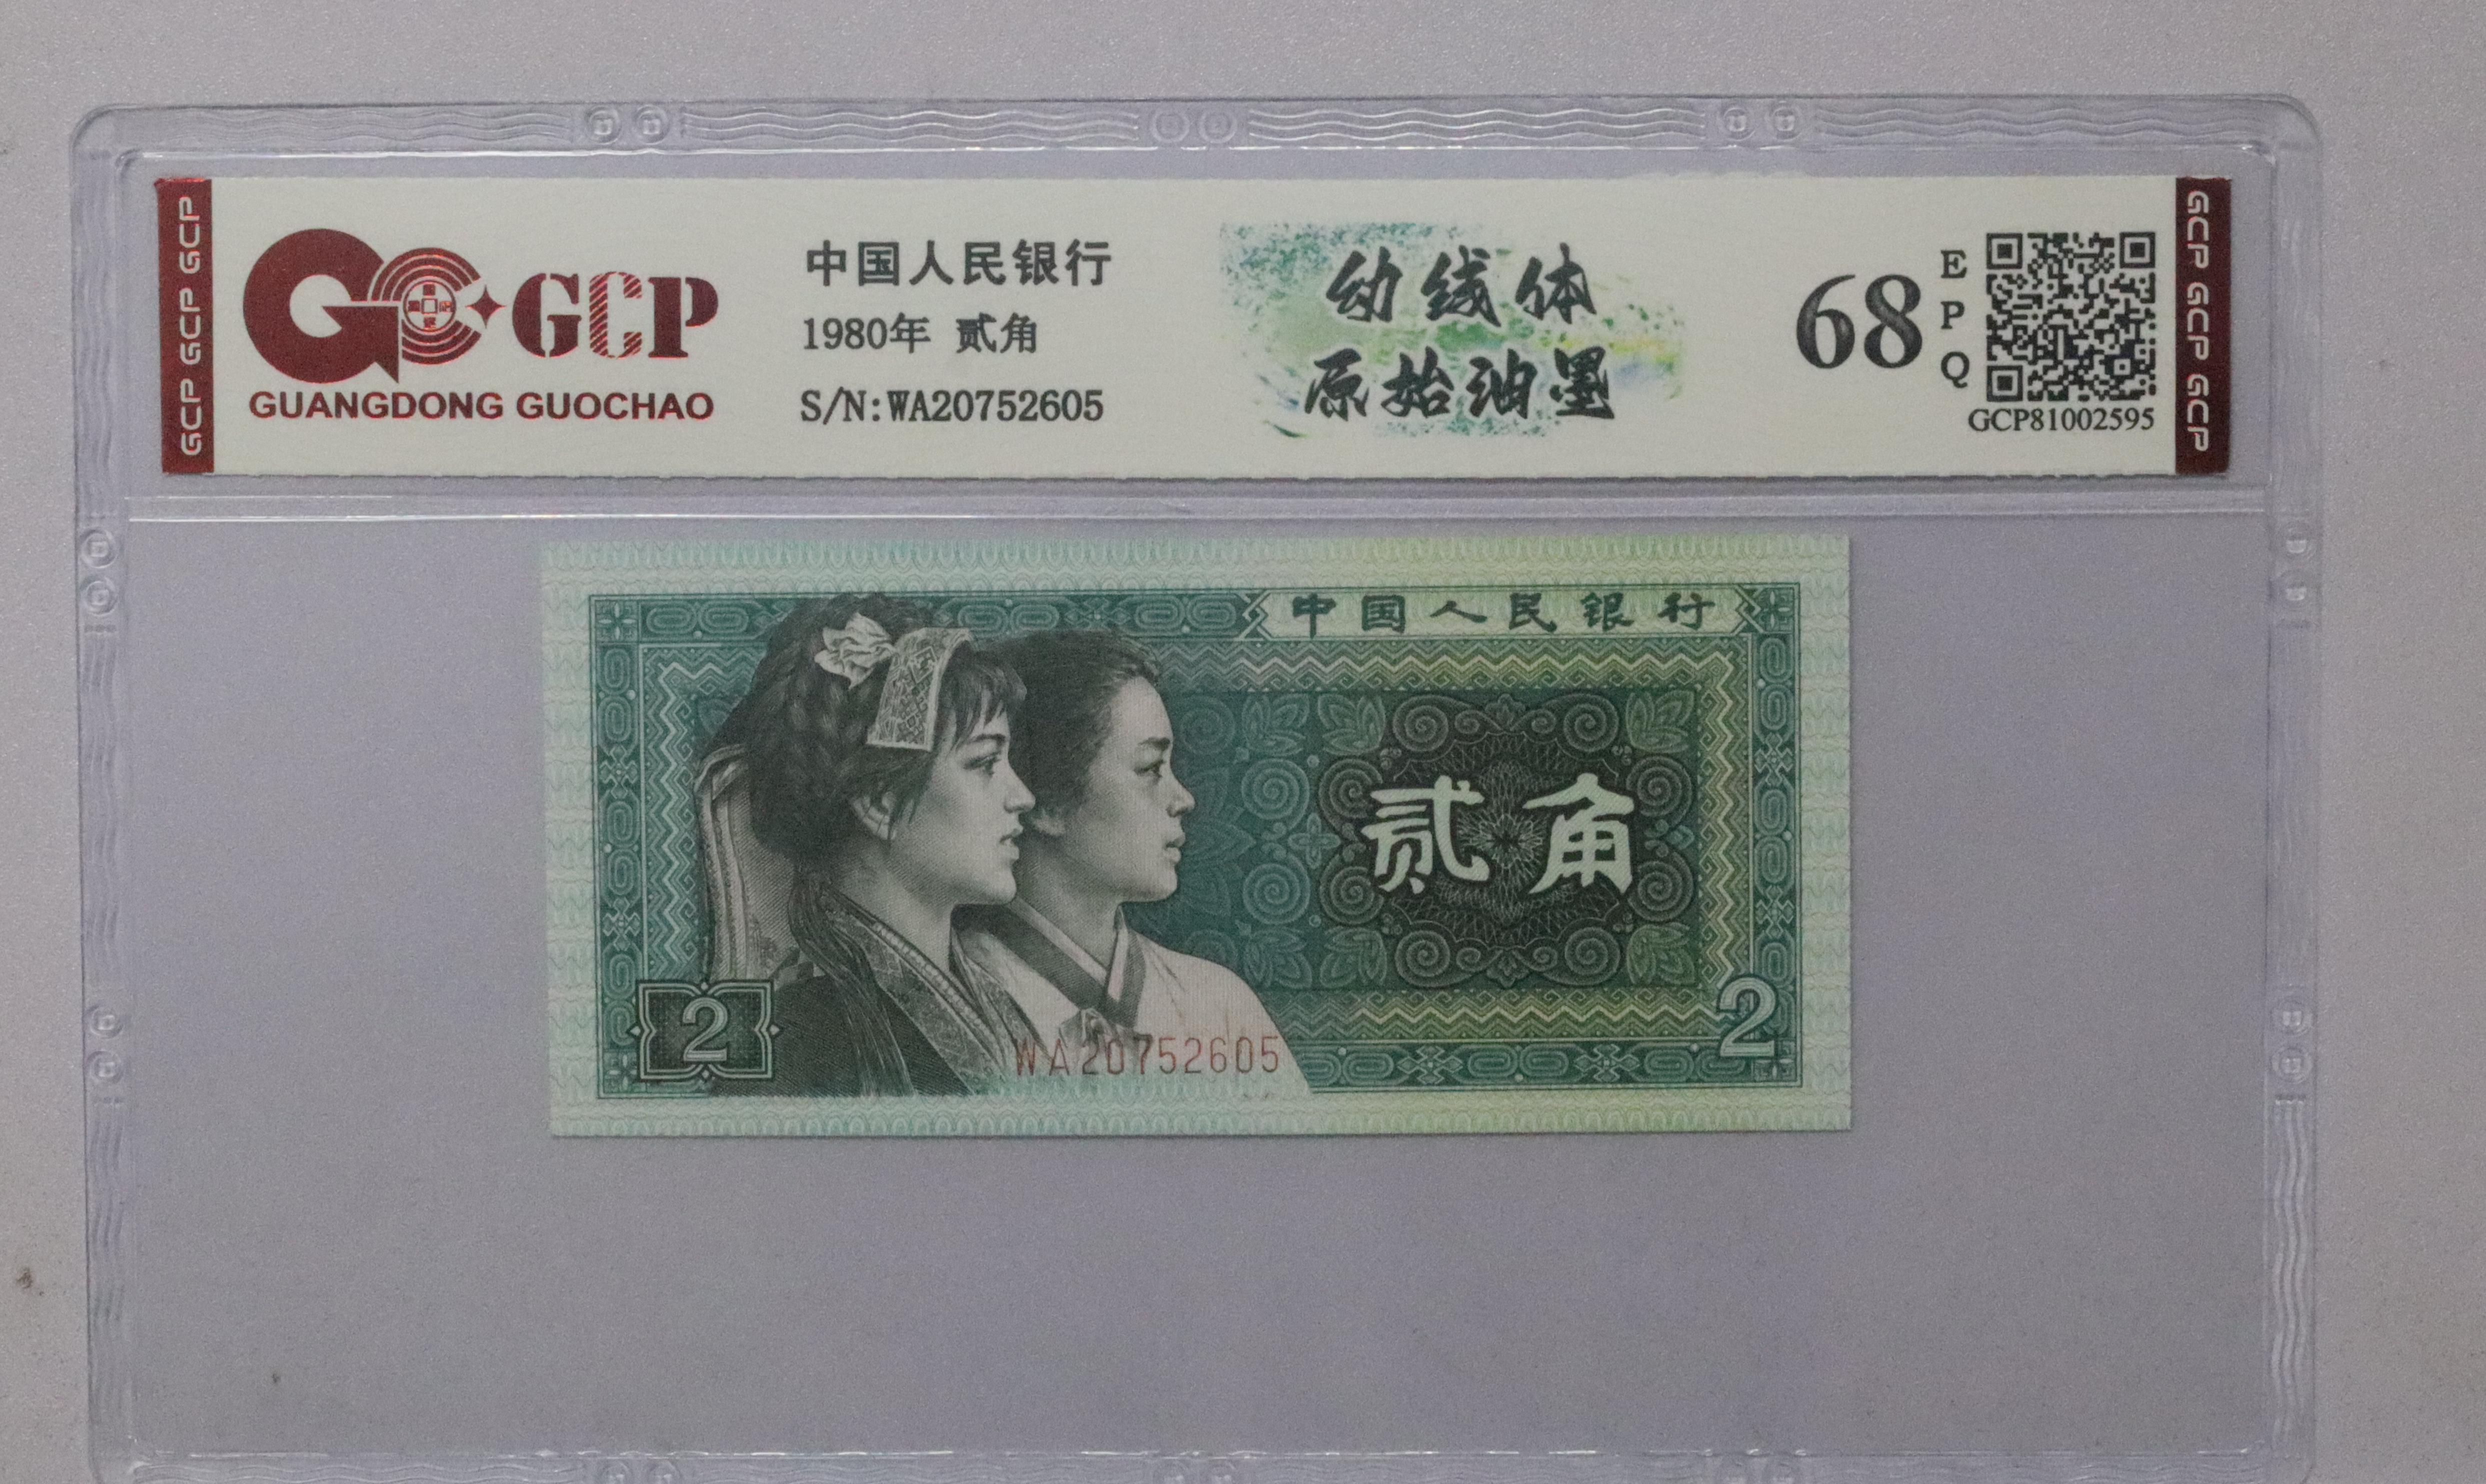 GCP GCP GCP
GCP
GUANGDONG GUOCHAO
中国人民银行
1980年 贰角
S/N:WA20752605
幼线体
原始油墨
68
EPQ
GCP81002595
GCP GCP GCP
中国人民银行
贰角
2
WA20752605
2